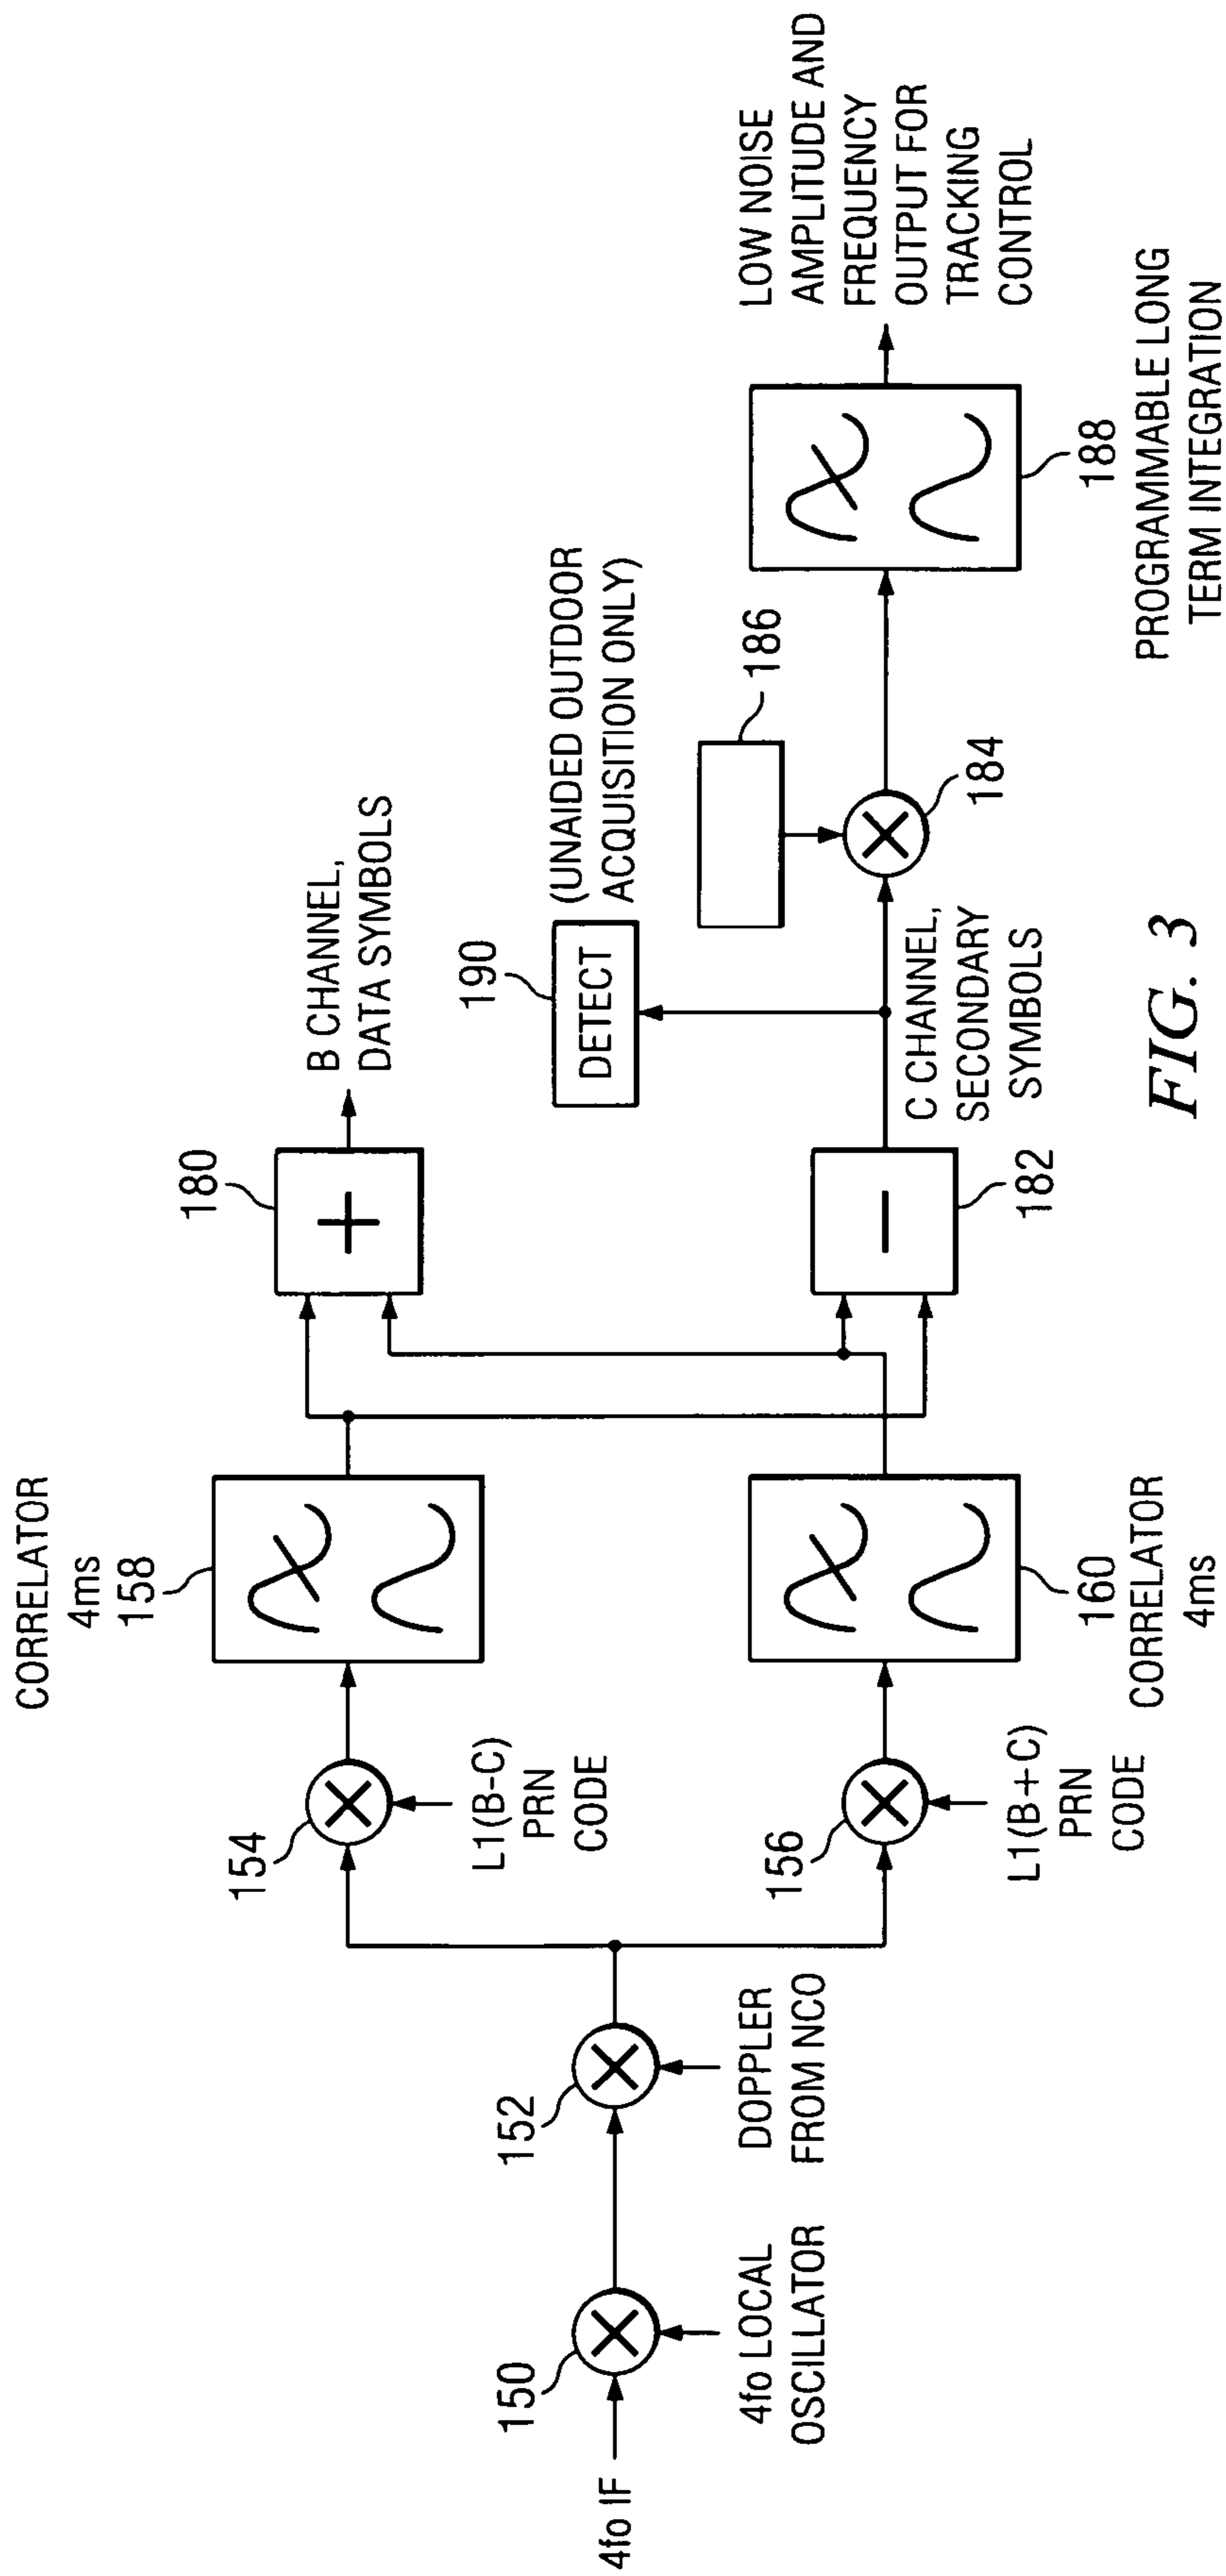 4fo IF
150
4fo LOCAL
OSCILLATOR
152
DOPPLER
FROM NCO
154
L1(B-C)
PRN
CODE
156
L1(B+C)
PRN
CODE
CORRELATOR
4ms
158
160
CORRELATOR
4ms
180
B CHANNEL,
DATA SYMBOLS
182
C CHANNEL,
SECONDARY
SYMBOLS
190
DETECT
(UNAIDED OUTDOOR
ACQUISITION ONLY)
184
186
188
PROGRAMMABLE LONG
TERM INTEGRATION
LOW NOISE
AMPLITUDE AND
FREQUENCY
OUTPUT FOR
TRACKING
CONTROL
FIG. 3